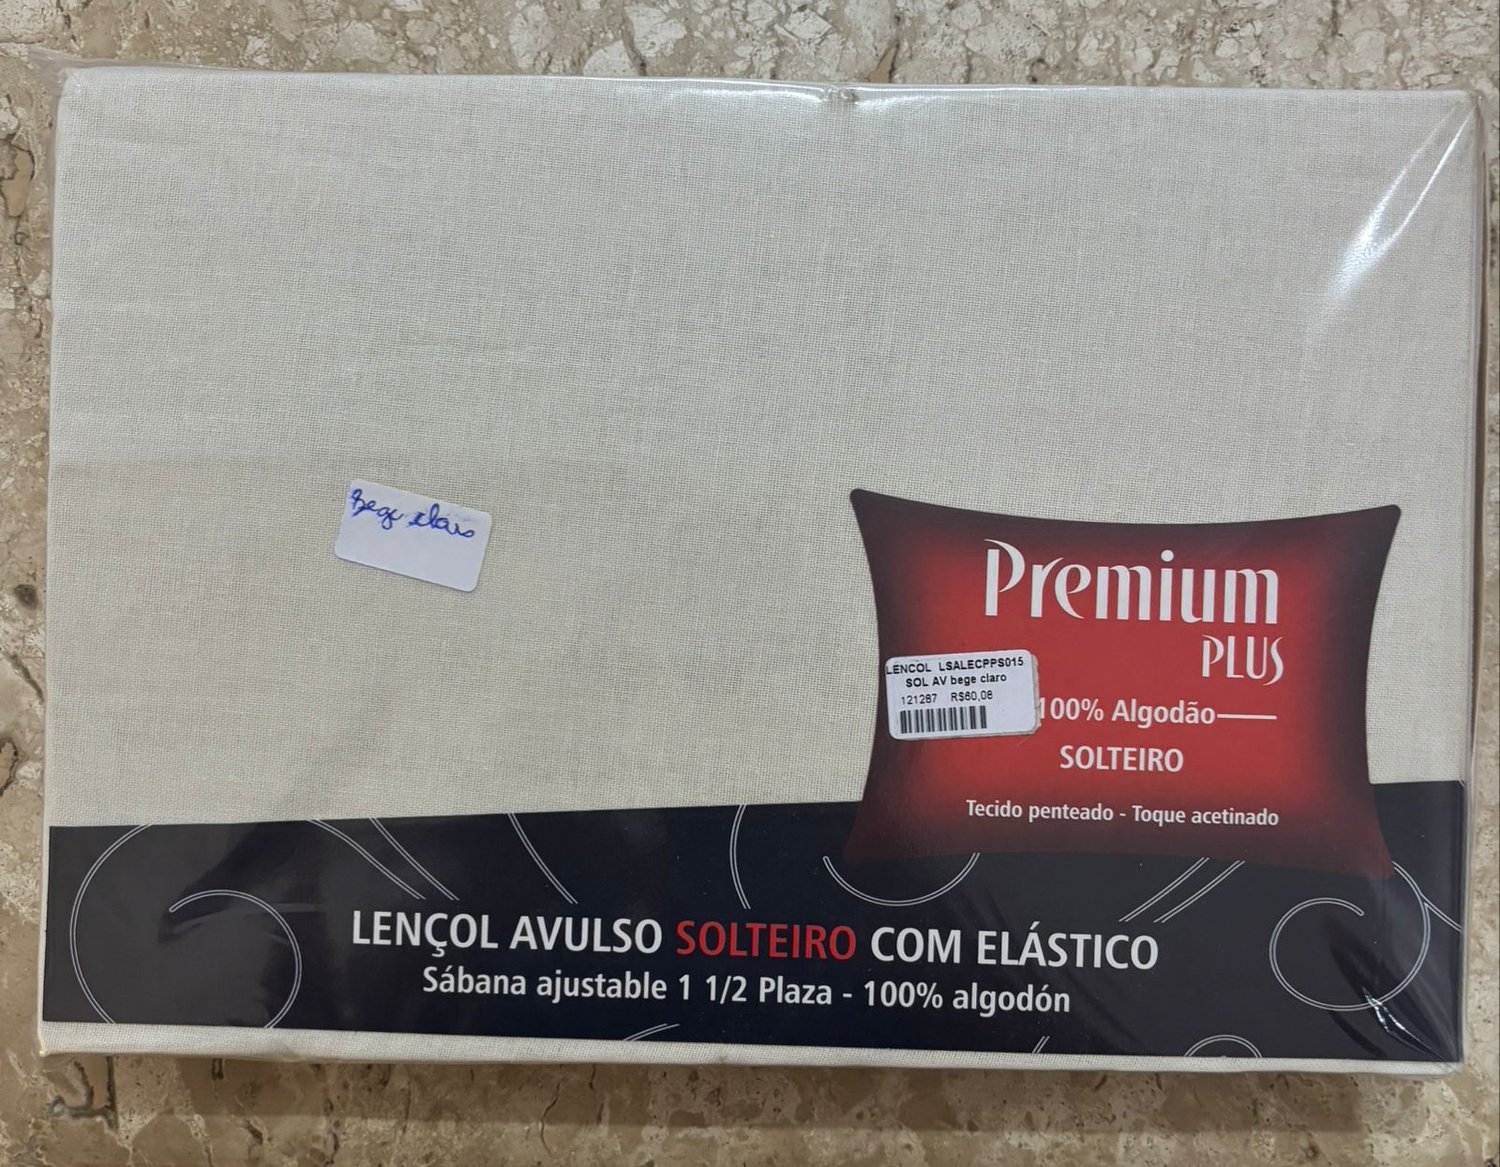 Bege claro
Premium
PLUS
LENCOL LSALECPPS015
SOL AV bege claro
121287 R$60,08
100% Algodão
SOLTEIRO
Tecido penteado - Toque acetinado
LENÇOL AVULSO SOLTEIRO COM ELÁSTICO
Sábana ajustable 1 1/2 Plaza - 100% algodón